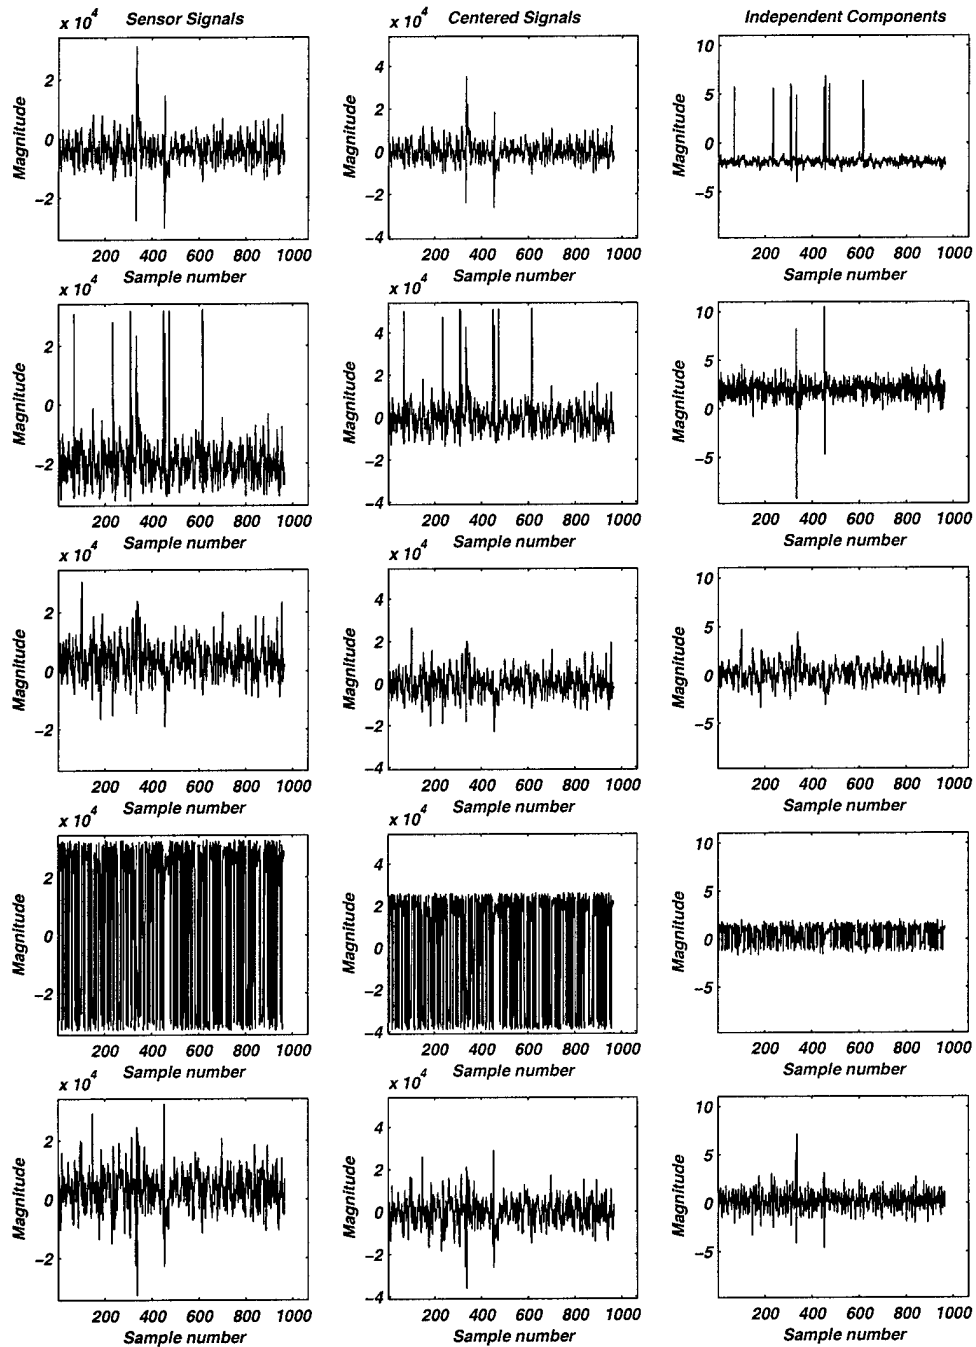 Sensor Signals Centered Signals Independent Components
x 10^4 x 10^4
2 0 −2 Magnitude 4 2 0 −2 −4 Magnitude 10 5 0 −5 Magnitude
200 400 600 800 1000 200 400 600 800 1000 200 400 600 800 1000
Sample number Sample number Sample number
x 10^4 x 10^4
2 0 −2 Magnitude 4 2 0 −2 −4 Magnitude 10 5 0 −5 Magnitude
200 400 600 800 1000 200 400 600 800 1000 200 400 600 800 1000
Sample number Sample number Sample number
x 10^4 x 10^4
2 0 −2 Magnitude 4 2 0 −2 −4 Magnitude 10 5 0 −5 Magnitude
200 400 600 800 1000 200 400 600 800 1000 200 400 600 800 1000
Sample number Sample number Sample number
x 10^4 x 10^4
2 0 −2 Magnitude 4 2 0 −2 −4 Magnitude 10 5 0 −5 Magnitude
200 400 600 800 1000 200 400 600 800 1000 200 400 600 800 1000
Sample number Sample number Sample number
x 10^4 x 10^4
2 0 −2 Magnitude 4 2 0 −2 −4 Magnitude 10 5 0 −5 Magnitude
200 400 600 800 1000 200 400 600 800 1000 200 400 600 800 1000
Sample number Sample number Sample number